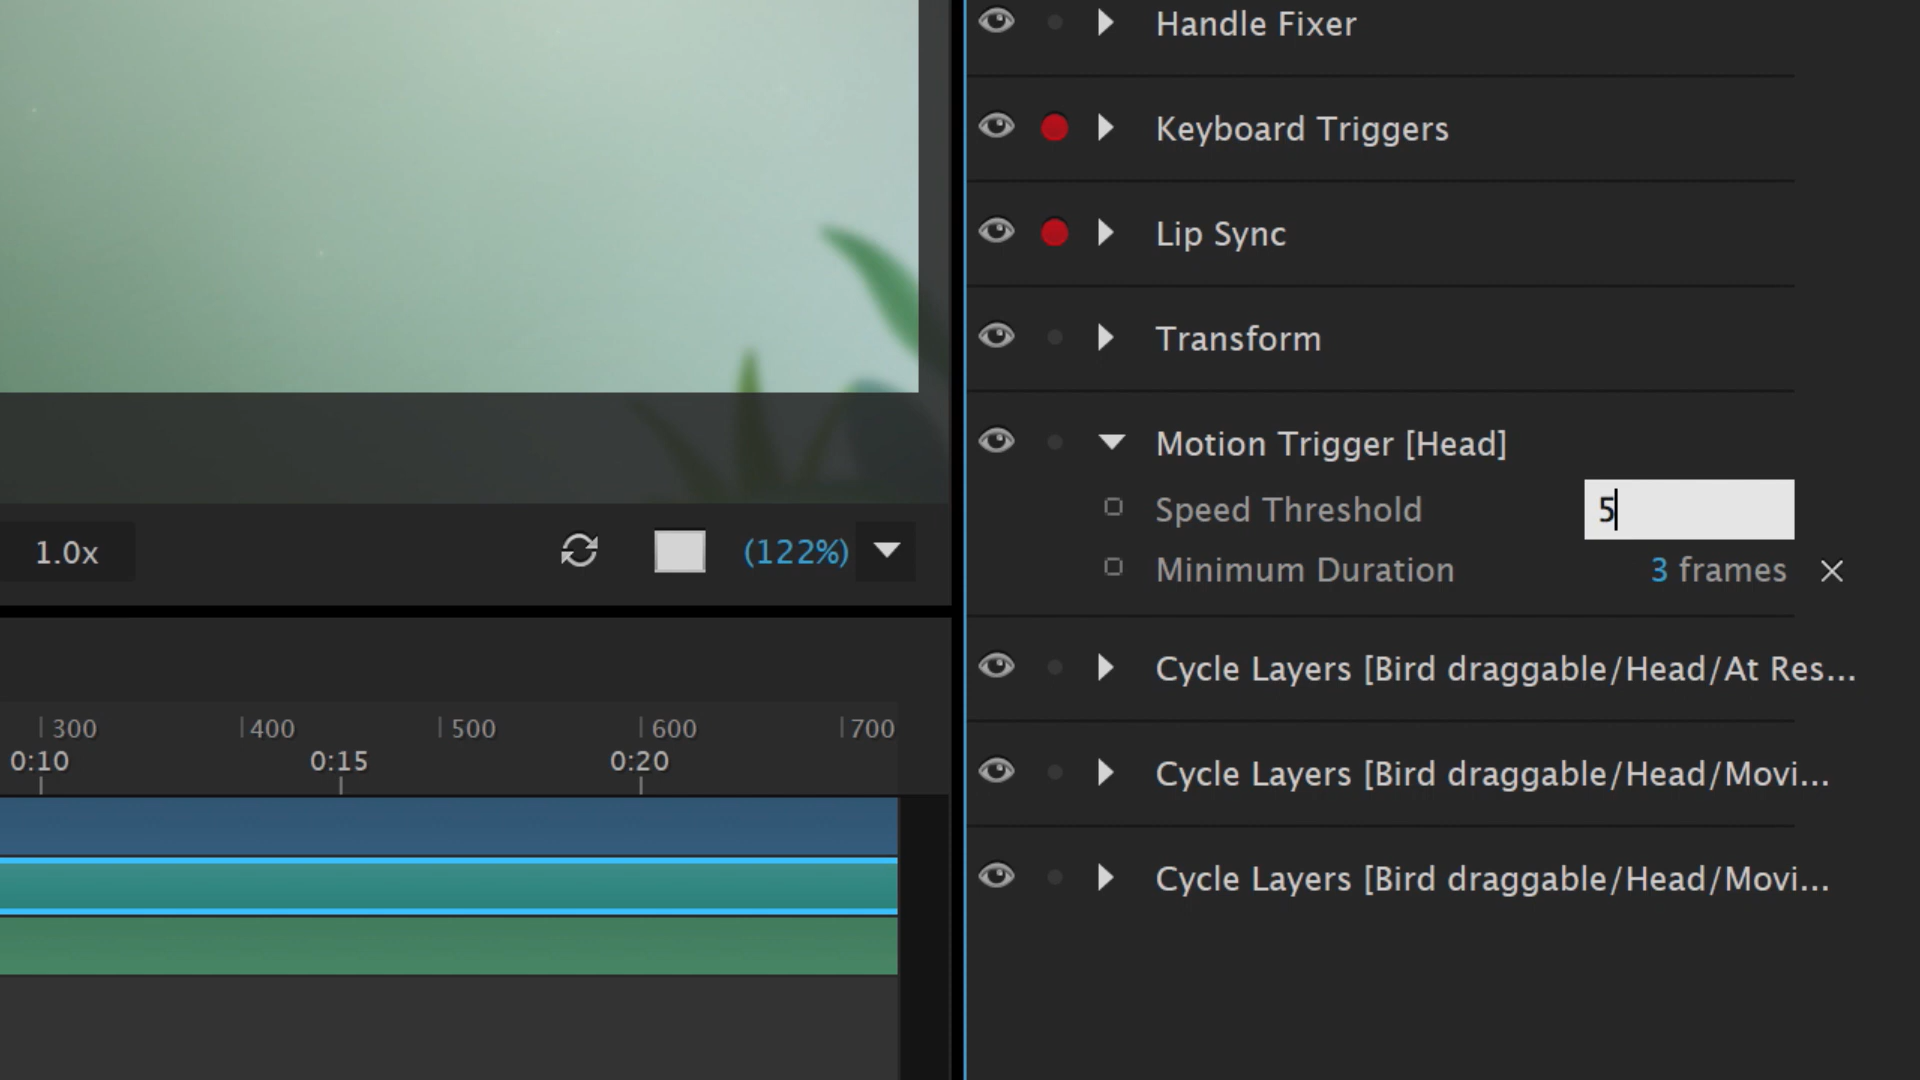 Handle Fixer
Keyboard Triggers
Lip Sync
Transform
Motion Trigger [Head]
Speed Threshold 5
Minimum Duration 3 frames
Cycle Layers [Bird draggable/Head/At Res...
Cycle Layers [Bird draggable/Head/Movi...
Cycle Layers [Bird draggable/Head/Movi...
1.0x (122%)
300 400 500 600 700
0:10 0:15 0:20